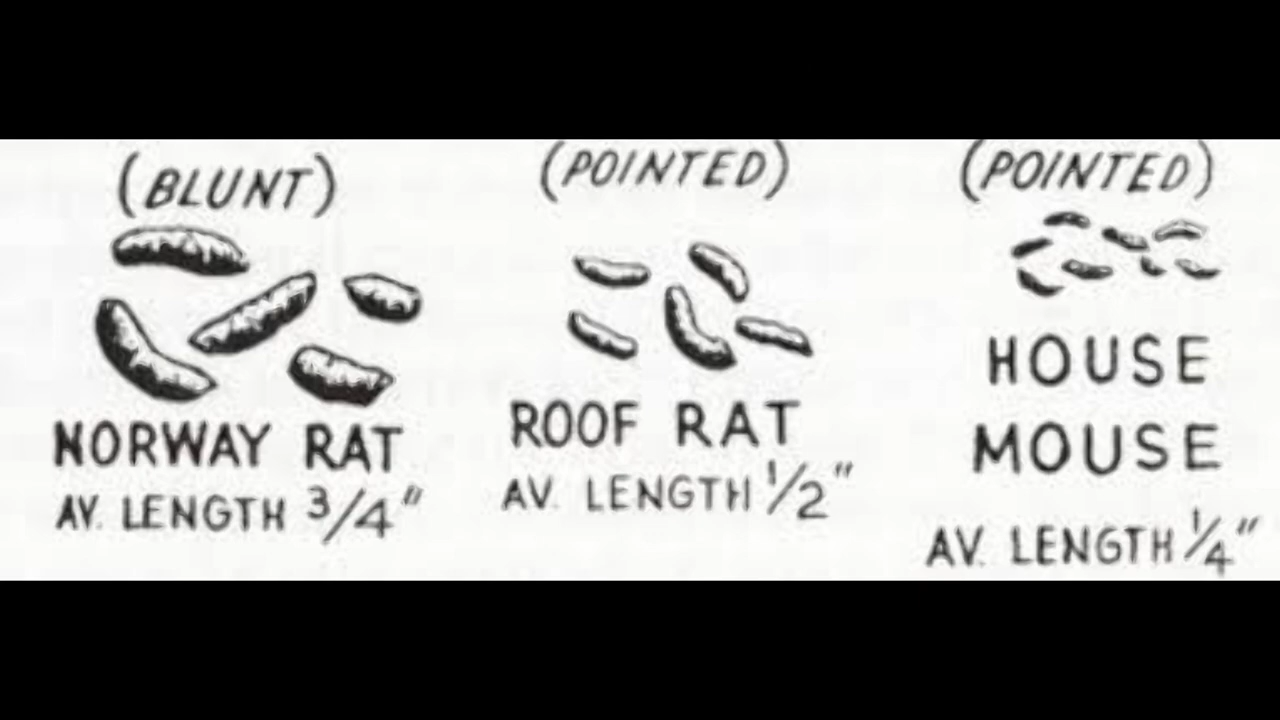 (BLUNT)
NORWAY RAT
AV. LENGTH 3/4"
(POINTED)
ROOF RAT
AV. LENGTH 1/2"
(POINTED)
HOUSE
MOUSE
AV. LENGTH 1/4"